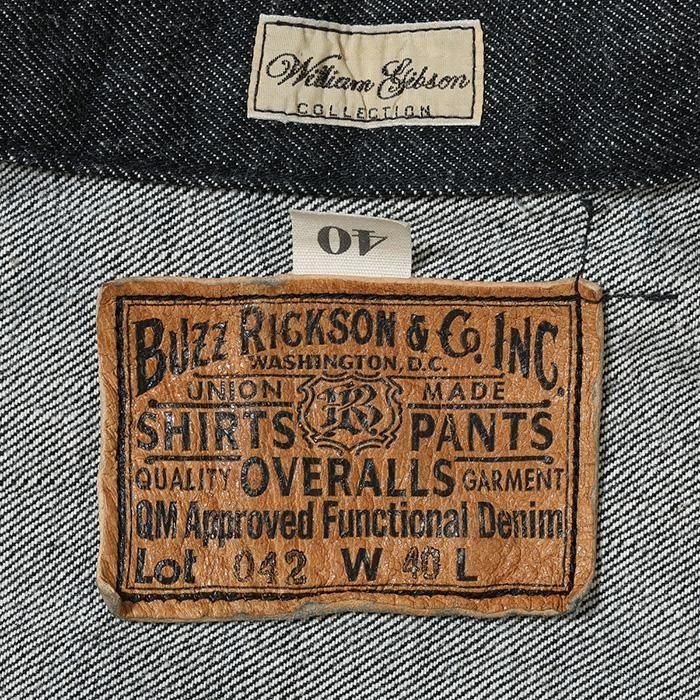 William Gibson
COLLECTION
40
BUZZ RICKSON & CO. INC.
WASHINGTON, D.C.
UNION MADE
BR
SHIRTS PANTS
QUALITY OVERALLS GARMENT
QM Approved Functional Denim
Lot 042 W 40 L